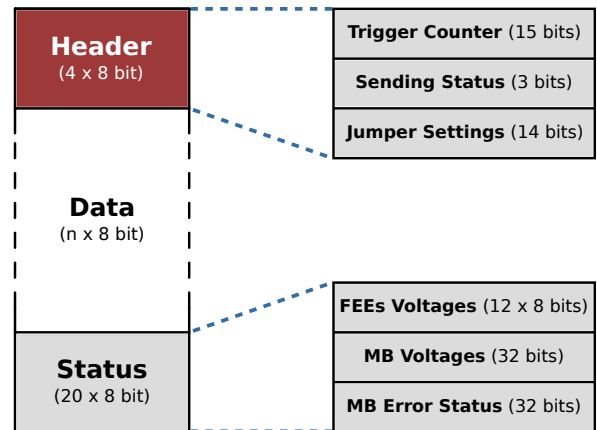 Header
(4 x 8 bit)
Data
(n x 8 bit)
Status
(20 x 8 bit)
Trigger Counter (15 bits)
Sending Status (3 bits)
Jumper Settings (14 bits)
FEEs Voltages (12 x 8 bits)
MB Voltages (32 bits)
MB Error Status (32 bits)